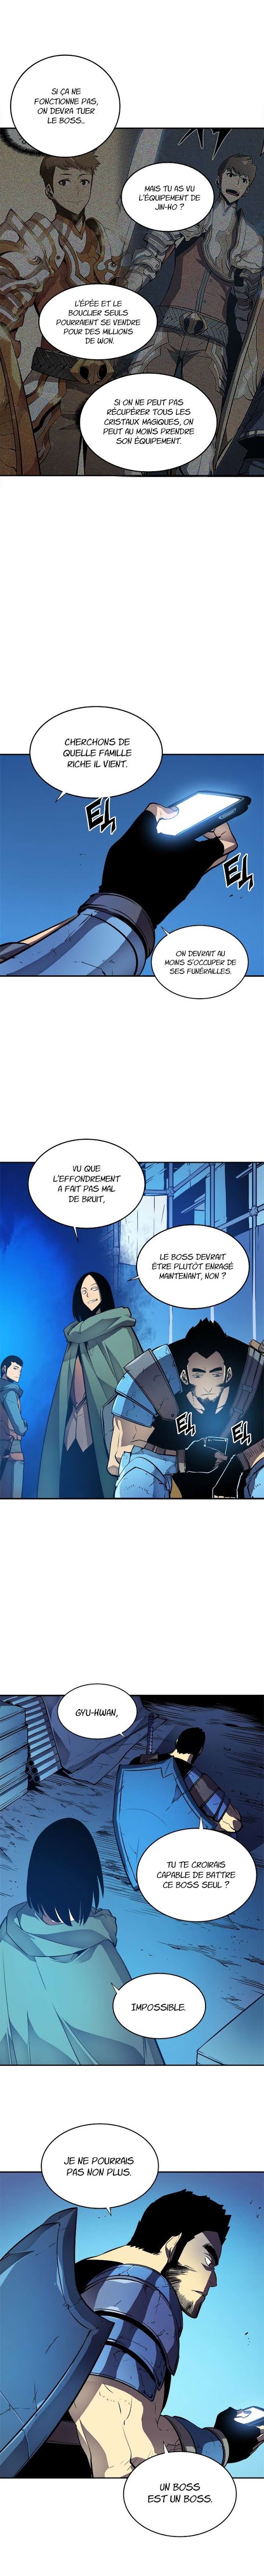 SI ÇA NE
FONCTIONNE PAS,
ON DEVRA TUER
LE BOSS...
MAIS TU AS VU
L'ÉQUIPEMENT DE
JIN-HO ?
L'ÉPÉE ET LE
BOUCLIER SEULS
POURRAIENT SE VENDRE
POUR DES MILLIONS
DE WON.
SI ON NE PEUT PAS
RÉCUPÉRER TOUS LES
CRISTAUX MAGIQUES, ON
PEUT AU MOINS PRENDRE
SON ÉQUIPEMENT.
CHERCHONS DE
QUELLE FAMILLE
RICHE IL VIENT.
ON DEVRAIT AU
MOINS S'OCCUPER DE
SES FUNÉRAILLES.
VU QUE
L'EFFONDREMENT
A FAIT PAS MAL
DE BRUIT,
LE BOSS DEVRAIT
ÊTRE PLUTÔT ENRAGÉ
MAINTENANT, NON ?
GYU-HWAN,
TU TE CROIRAIS
CAPABLE DE BATTRE
CE BOSS SEUL ?
IMPOSSIBLE.
JE NE POURRAIS
PAS NON PLUS.
UN BOSS
EST UN BOSS.